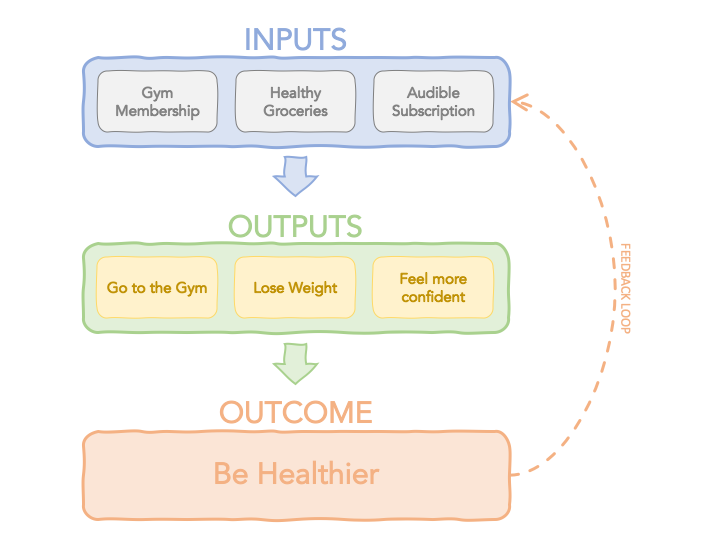 INPUTS
Gym
Membership
Healthy
Groceries
Audible
Subscription
OUTPUTS
Go to the Gym
Lose Weight
Feel more
confident
FEEDBACK LOOP
OUTCOME
Be Healthier